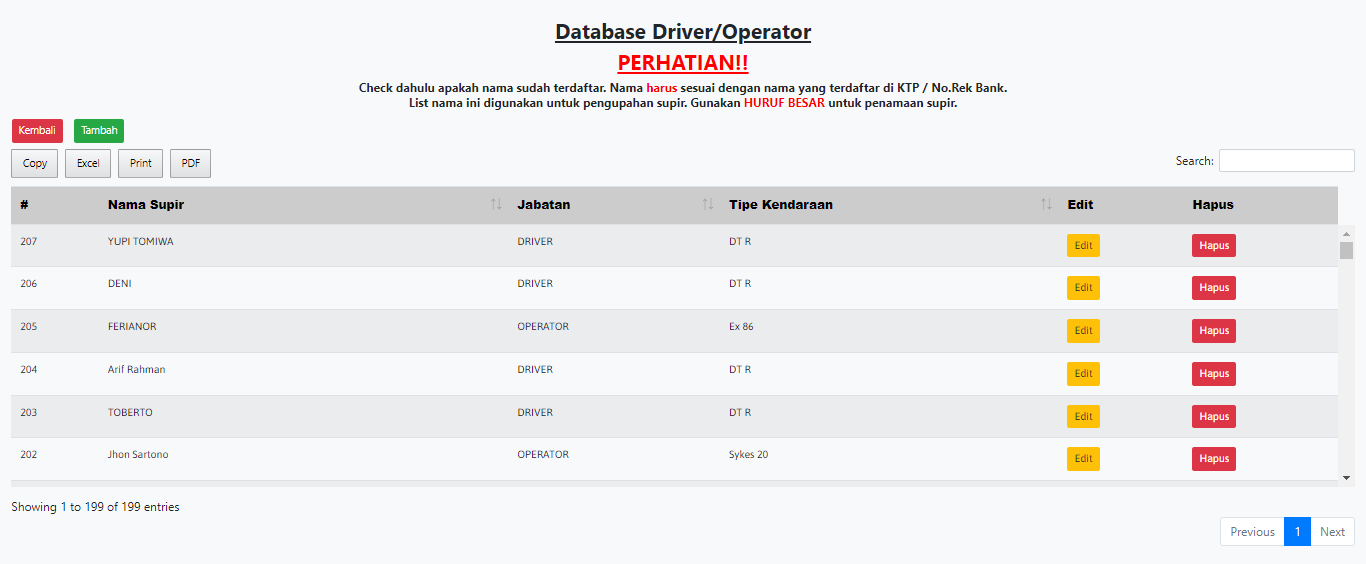 Database Driver/Operator
PERHATIAN!!
Check dahulu apakah nama sudah terdaftar. Nama harus sesuai dengan nama yang terdaftar di KTP / No.Rek Bank.
List nama ini digunakan untuk pengupahan supir. Gunakan HURUF BESAR untuk penamaan supir.
Kembali Tambah
Copy Excel Print PDF Search:
# Nama Supir Jabatan Tipe Kendaraan Edit Hapus
207 YUPI TOMIWA DRIVER DT R Edit Hapus
206 DENI DRIVER DT R Edit Hapus
205 FERIANOR OPERATOR Ex 86 Edit Hapus
204 Arif Rahman DRIVER DT R Edit Hapus
203 TOBERTO DRIVER DT R Edit Hapus
202 Jhon Sartono OPERATOR Sykes 20 Edit Hapus
Showing 1 to 199 of 199 entries
Previous 1 Next